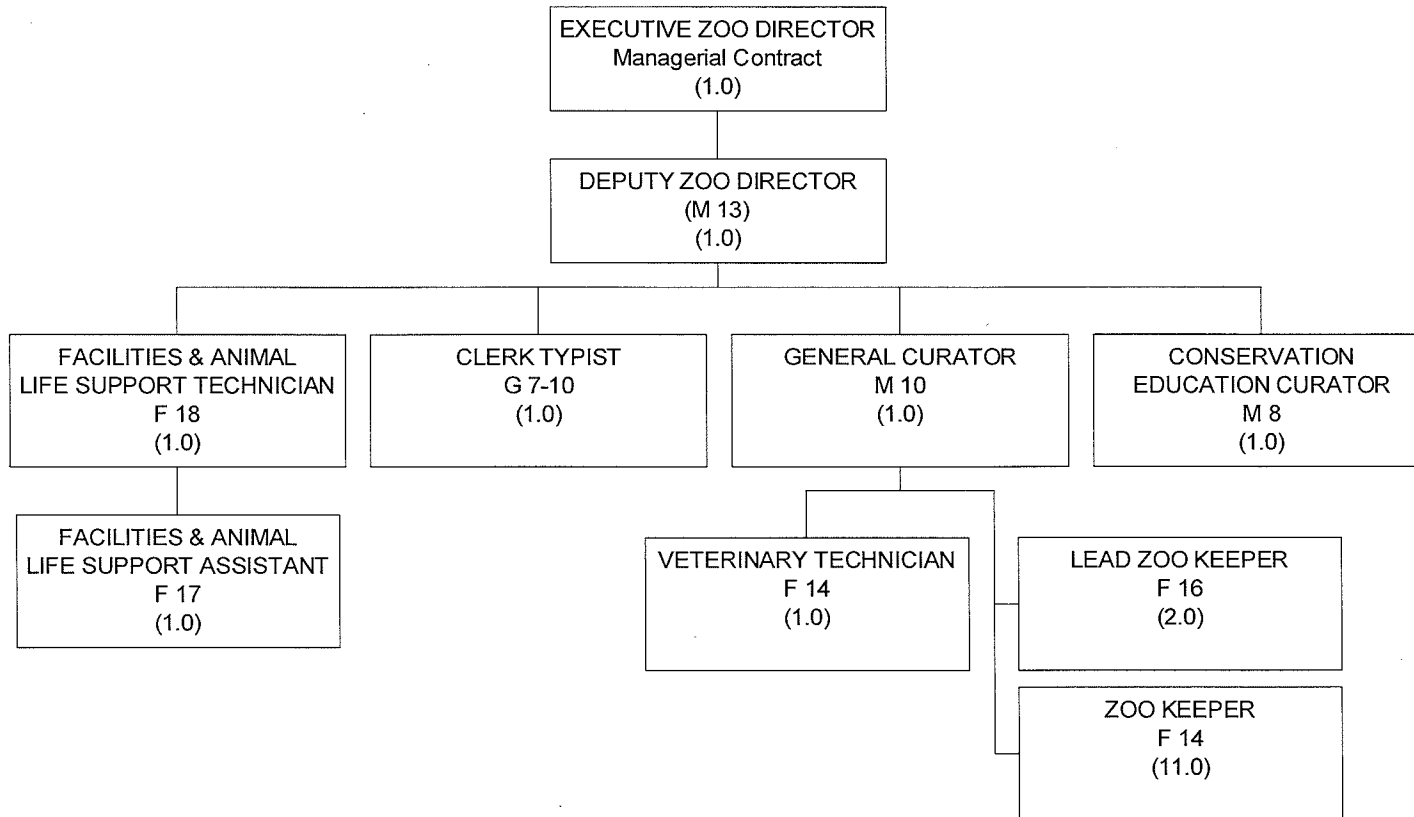 EXECUTIVE ZOO DIRECTOR
Managerial Contract
(1.0)
DEPUTY ZOO DIRECTOR
(M 13)
(1.0)
FACILITIES & ANIMAL
LIFE SUPPORT TECHNICIAN
F 18
(1.0)
CLERK TYPIST
G 7-10
(1.0)
GENERAL CURATOR
M 10
(1.0)
CONSERVATION
EDUCATION CURATOR
M 8
(1.0)
FACILITIES & ANIMAL
LIFE SUPPORT ASSISTANT
F 17
(1.0)
VETERINARY TECHNICIAN
F 14
(1.0)
LEAD ZOO KEEPER
F 16
(2.0)
ZOO KEEPER
F 14
(11.0)